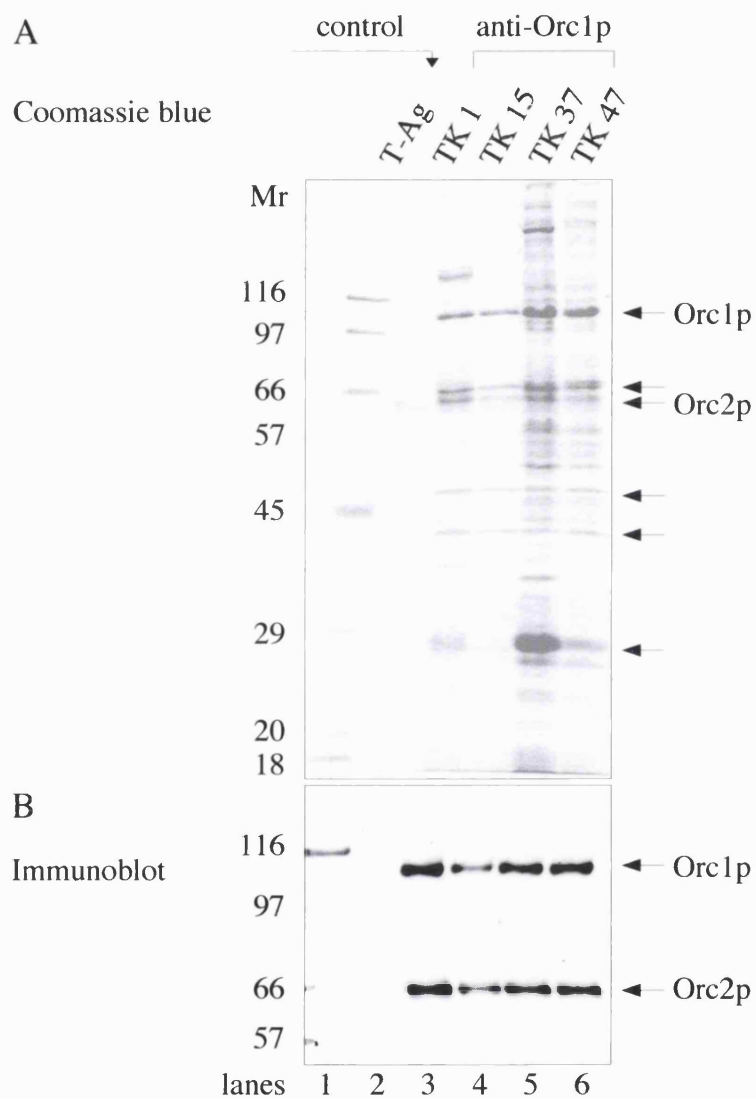 A
control anti-Orc1p
Coomassie blue
T-Ag TK 1 TK 15 TK 37 TK 47
Mr
116
97
66
57
45
29
20
18
Orc1p
Orc2p
B
Immunoblot
116
97
66
57
Orc1p
Orc2p
lanes 1 2 3 4 5 6